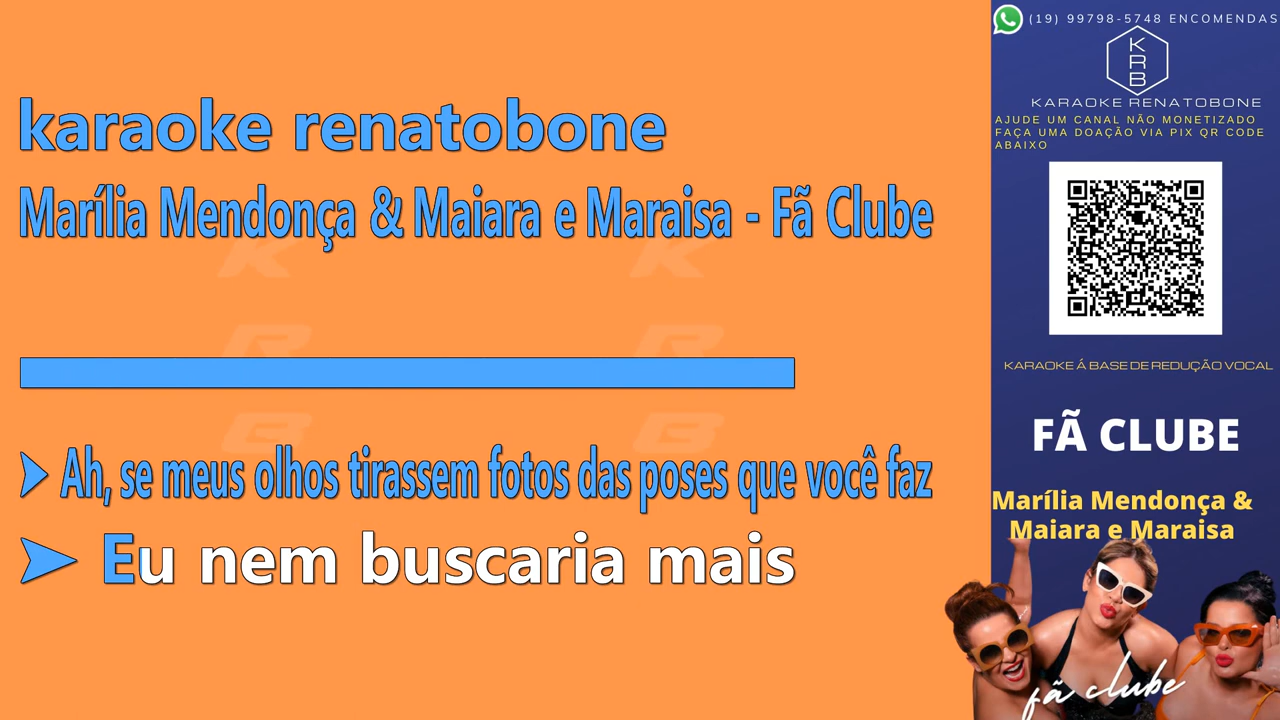 karaoke renatobone
Marília Mendonça & Maiara e Maraisa - Fã Clube
K
R
B
K
R
B
➤ Ah, se meus olhos tirassem fotos das poses que você faz
➤ Eu nem buscaria mais
(19) 99798-5748 ENCOMENDAS
K
R
B
KARAOKE RENATOBONE
AJUDE UM CANAL NÃO MONETIZADO
FAÇA UMA DOAÇÃO VIA PIX QR CODE
ABAIXO
KARAOKE Á BASE DE REDUÇÃO VOCAL
FÃ CLUBE
Marília Mendonça &
Maiara e Maraisa
fã clube